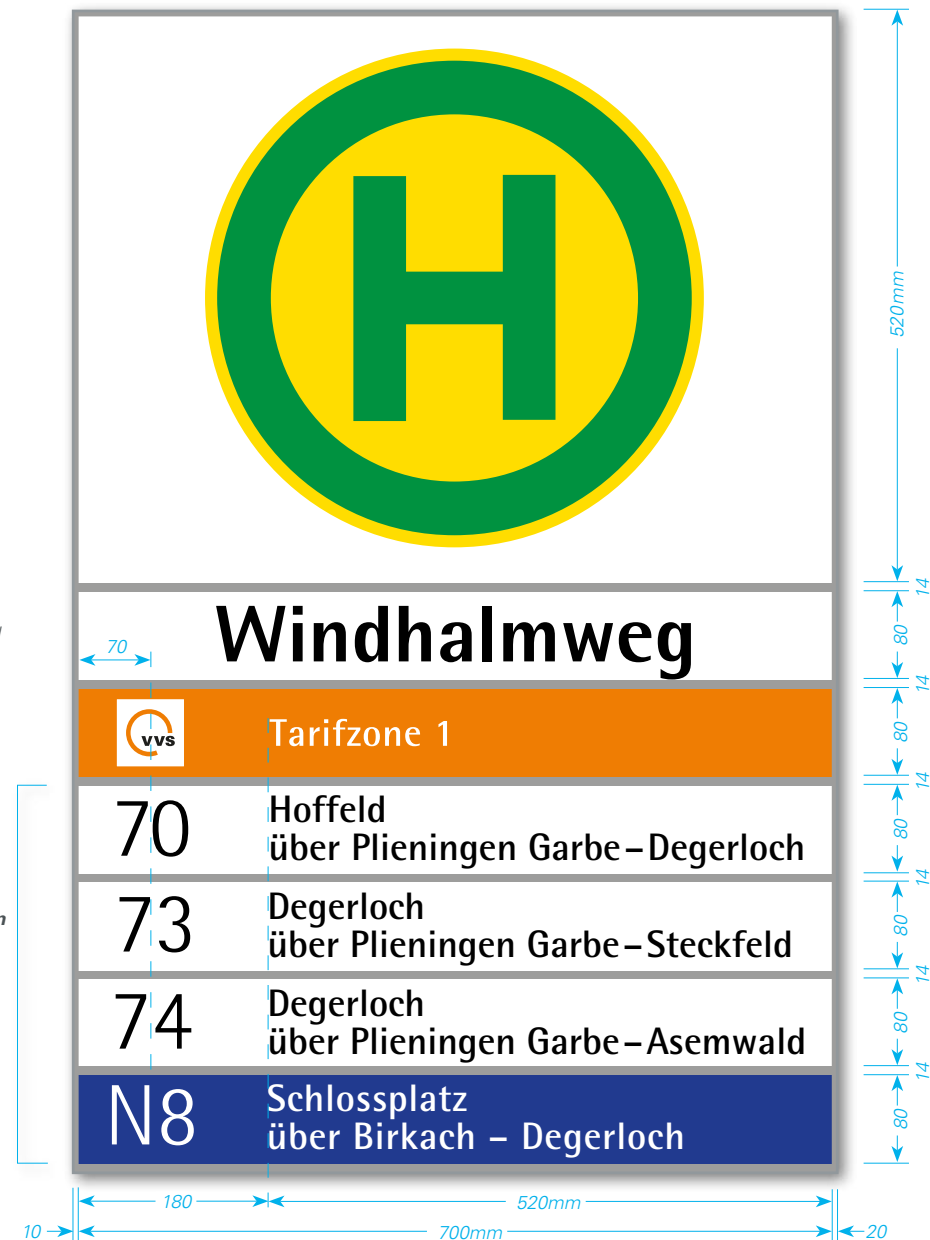 H
520mm
14
Windhalmweg
80
70
14
vvs
Tarifzone 1
80
14
70
Hoffeld
über Plieningen Garbe–Degerloch
80
14
73
Degerloch
über Plieningen Garbe–Steckfeld
80
14
74
Degerloch
über Plieningen Garbe–Asemwald
80
14
N8
Schlossplatz
über Birkach – Degerloch
80
180
520mm
10
700mm
20